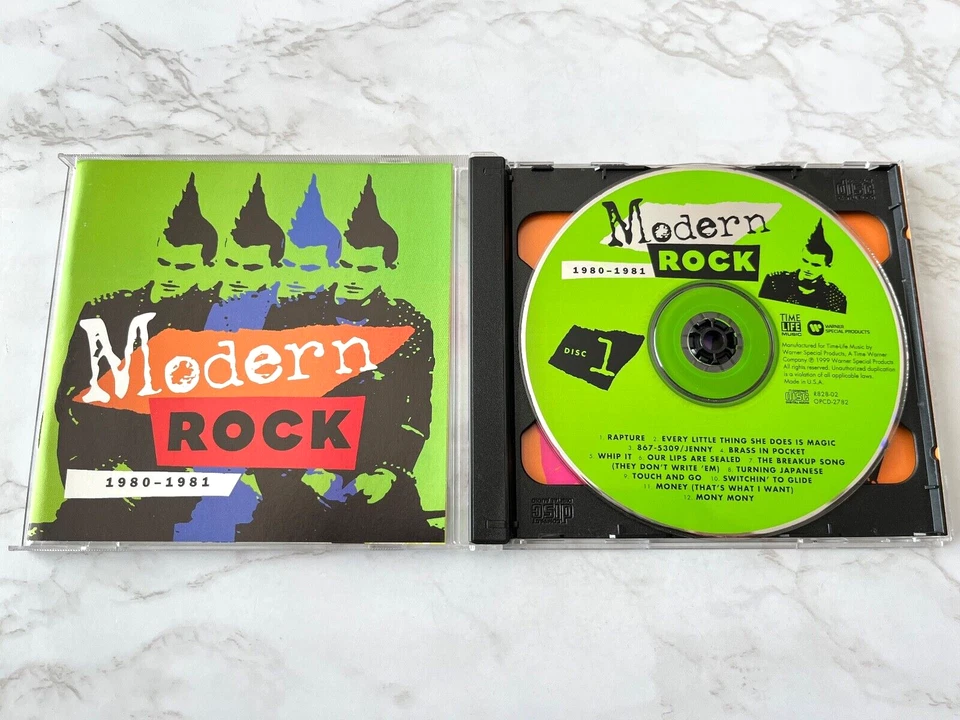 Modern
ROCK
1980-1981
Modern
ROCK
1980-1981
DISC 1
TIME
LIFE
MUSIC
WARNER
SPECIAL PRODUCTS
Manufactured for Time-Life Music by
Warner Special Products, A Time Warner
Company ℗ 1999 Warner Special Products.
All rights reserved. Unauthorized duplication
is a violation of all applicable laws.
Made in U.S.A.
R828-02
OPCD-2782
1. RAPTURE 2. EVERY LITTLE THING SHE DOES IS MAGIC
3. 867-5309/JENNY 4. BRASS IN POCKET
5. WHIP IT 6. OUR LIPS ARE SEALED 7. THE BREAKUP SONG
(THEY DON'T WRITE 'EM) 8. TURNING JAPANESE
9. TOUCH AND GO 10. SWITCHIN' TO GLIDE
11. MONEY (THAT'S WHAT I WANT)
12. MONY MONY